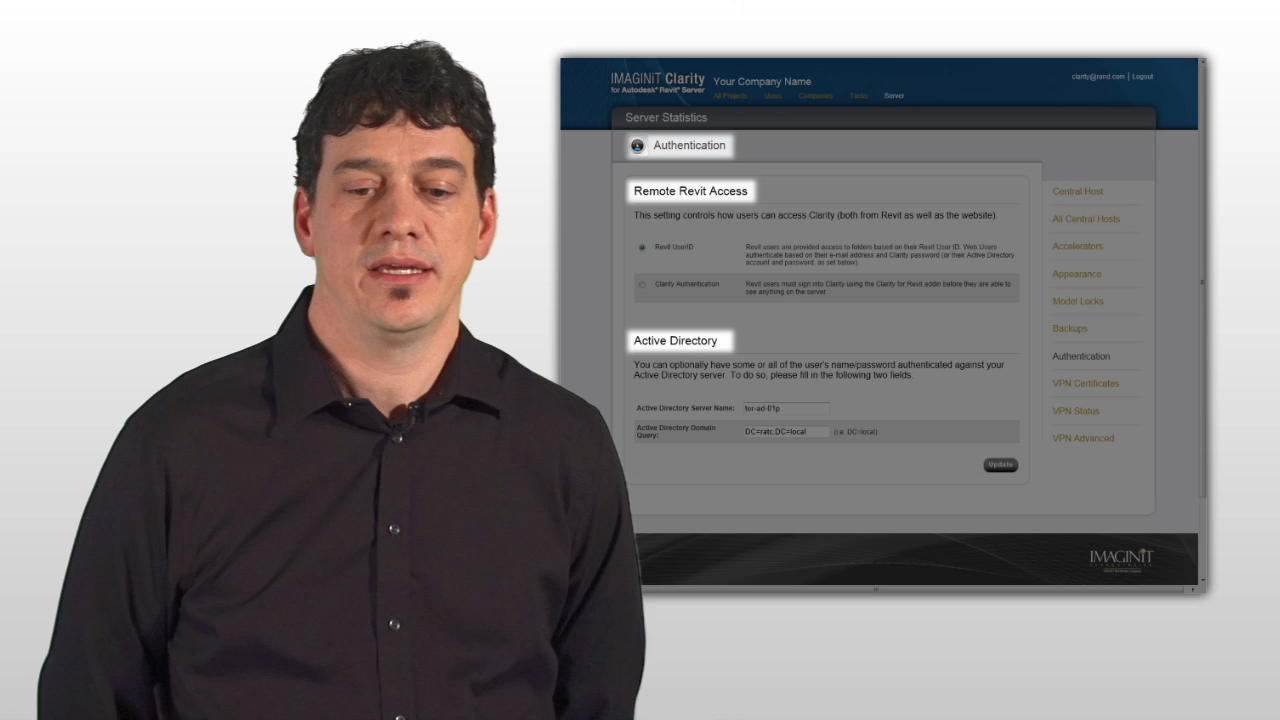 IMAGINiT Clarity
for Autodesk® Revit® Server
Your Company Name
clarity@rand.com | Logout
All Projects Users Companies Tasks Server
Server Statistics
Authentication
Remote Revit Access
This setting controls how users can access Clarity (both from Revit as well as the website).
Revit UserID
Revit users are provided access to folders based on their Revit User ID. Web Users
authenticate based on their e-mail address and Clarity password (or their Active Directory
account and password, as set below).
Clarity Authentication
Revit users must sign into Clarity using the Clarity for Revit addin before they are able to
see anything on the server.
Active Directory
You can optionally have some or all of the user's name/password authenticated against your
Active Directory server. To do so, please fill in the following two fields.
Active Directory Server Name: tor-ad-01p
Active Directory Domain
Query:
DC=ratc,DC=local (i.e. DC=local)
Update
Central Host
All Central Hosts
Accelerators
Appearance
Model Locks
Backups
Authentication
VPN Certificates
VPN Status
VPN Advanced
IMAGINiT